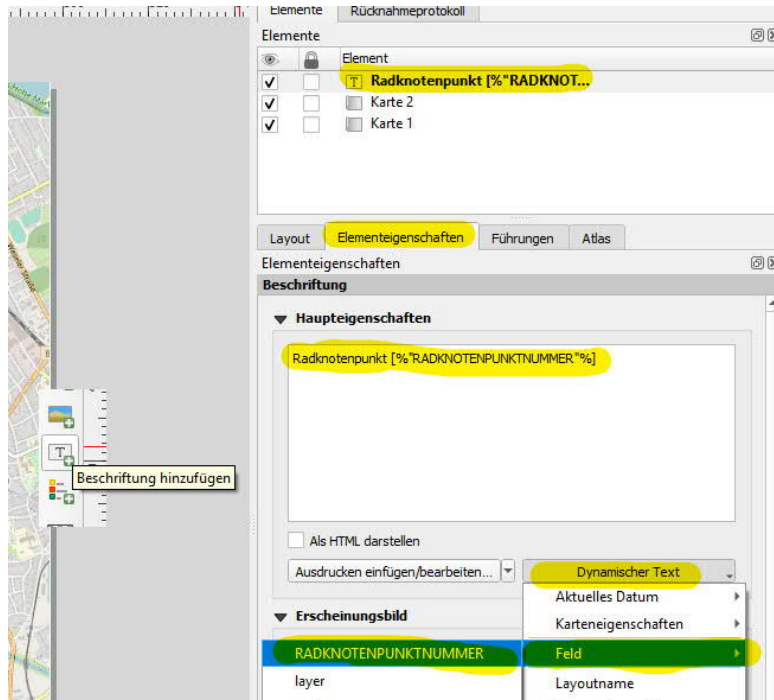 Elemente Rücknahmeprotokoll
Elemente
Element
T Radknotenpunkt [%"RADKNOT...
Karte 2
Karte 1
Layout Elementeigenschaften Führungen Atlas
Elementeigenschaften
Beschriftung
Haupteigenschaften
Radknotenpunkt [%"RADKNOTENPUNKTNUMMER"%]
T
Beschriftung hinzufügen
Als HTML darstellen
Ausdrucken einfügen/bearbeiten... Dynamischer Text
Aktuelles Datum
Erscheinungsbild Karteneigenschaften
RADKNOTENPUNKTNUMMER Feld
layer Layoutname